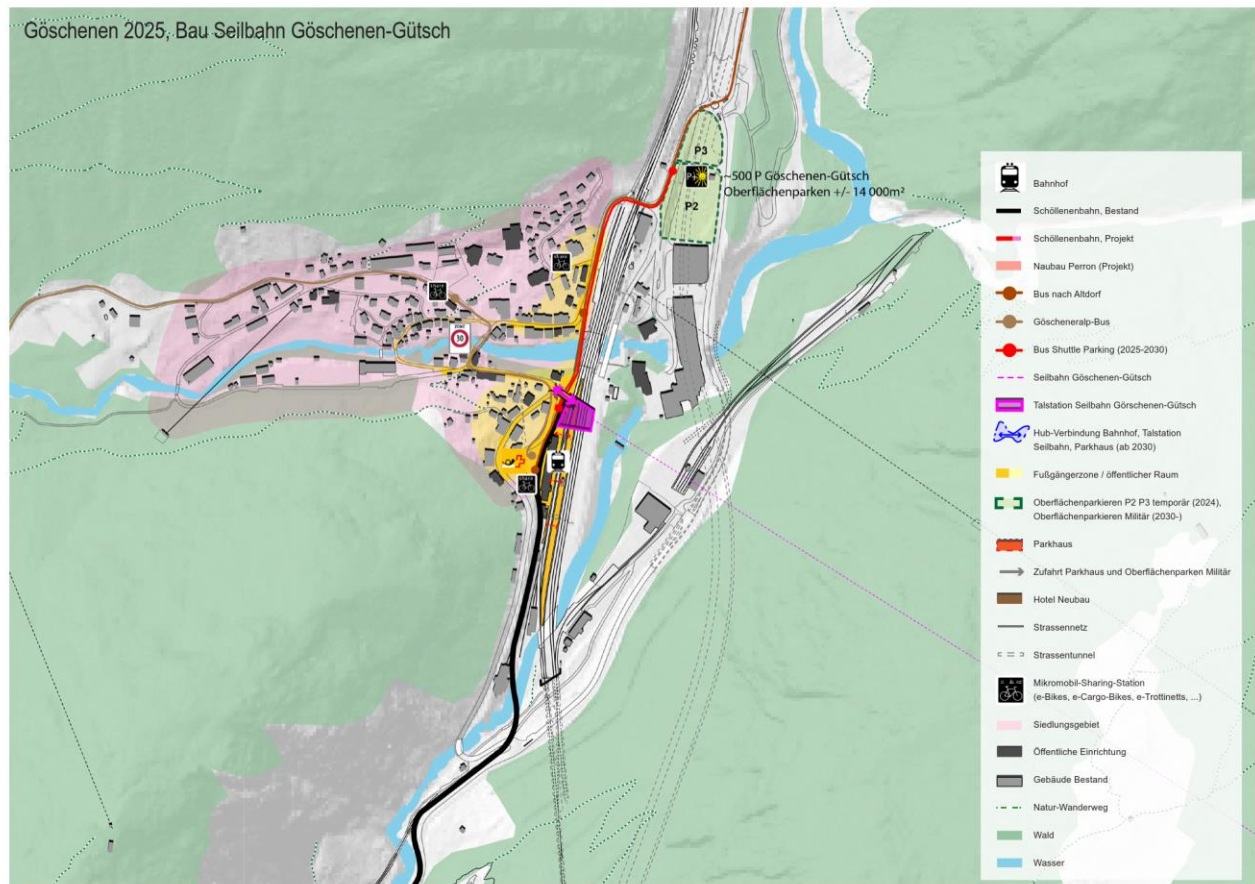 Göschenen 2025, Bau Seilbahn Göschenen-Gütsch
P3
~500 P Göschenen-Gütsch
Oberflächenparken +/- 14 000m²
P2
30
Bahnhof
Schöllenenbahn, Bestand
Schöllenenbahn, Projekt
Naubau Perron (Projekt)
Bus nach Altdorf
Göscheneralp-Bus
Bus Shuttle Parking (2025-2030)
Seilbahn Göschenen-Gütsch
Talstation Seilbahn Görschenen-Gütsch
Hub-Verbindung Bahnhof, Talstation
Seilbahn, Parkhaus (ab 2030)
Fußgängerzone / öffentlicher Raum
Oberflächenparkieren P2 P3 temporär (2024),
Oberflächenparkieren Militär (2030-)
Parkhaus
Zufahrt Parkhaus und Oberflächenparken Militär
Hotel Neubau
Strassennetz
Strassentunnel
Mikromobil-Sharing-Station
(e-Bikes, e-Cargo-Bikes, e-Trottinetts, ...)
Siedlungsgebiet
Öffentliche Einrichtung
Gebäude Bestand
Natur-Wanderweg
Wald
Wasser